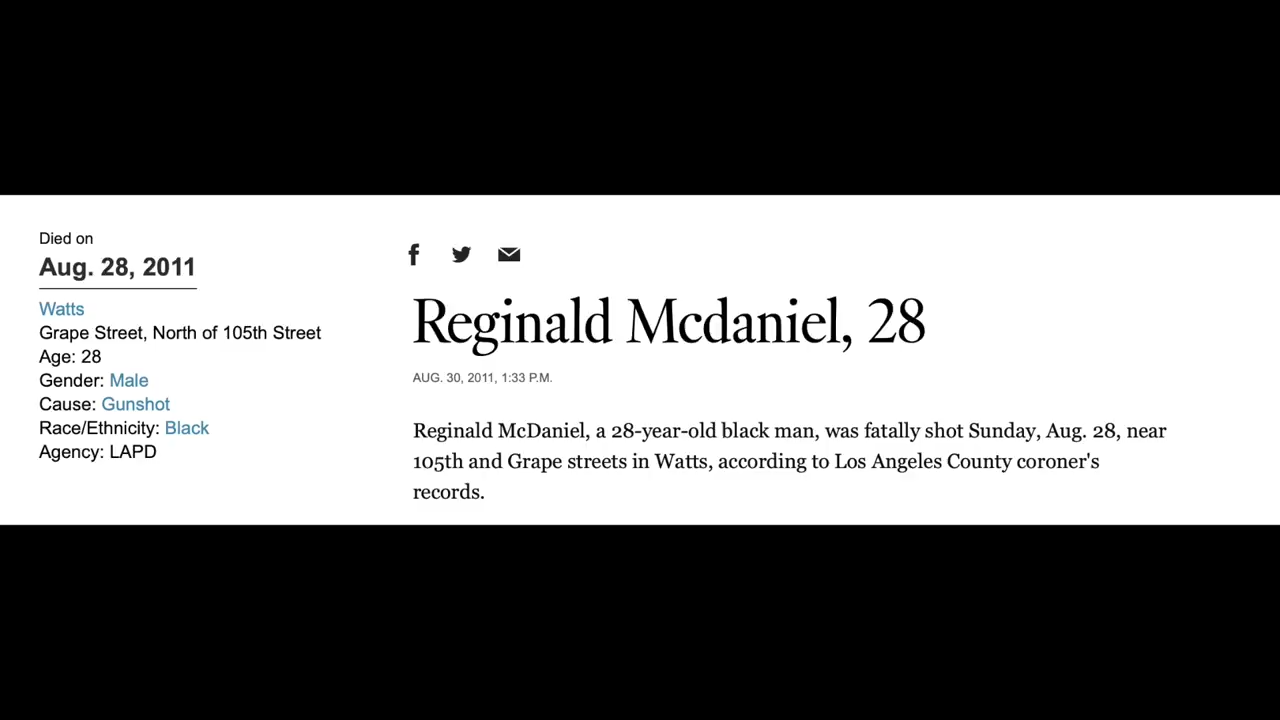 Died on
Aug. 28, 2011
Watts
Grape Street, North of 105th Street
Age: 28
Gender: Male
Cause: Gunshot
Race/Ethnicity: Black
Agency: LAPD
Reginald Mcdaniel, 28
AUG. 30, 2011, 1:33 P.M.
Reginald McDaniel, a 28-year-old black man, was fatally shot Sunday, Aug. 28, near
105th and Grape streets in Watts, according to Los Angeles County coroner's
records.